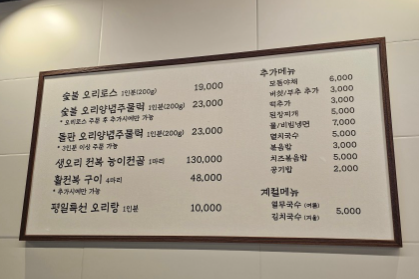 숯불 오리로스 1인분(200g) 19,000
숯불 오리양념주물럭 1인분(200g) 23,000
* 오리로스 주문 후 추가시에만 가능
돌판 오리양념주물럭 1인분(200g) 23,000
* 2인분 이상 주문 가능
생오리 전복 능이전골 1마리 130,000
활전복 구이 4마리 48,000
* 추가시에만 가능
평일특선 오리탕 1인분 10,000
추가메뉴
모둠야채 6,000
버섯/부추 추가 3,000
떡추가 3,000
된장찌개 5,000
물/비빔냉면 7,000
멸치국수 5,000
볶음밥 3,000
치즈볶음밥 5,000
공기밥 2,000
계절메뉴
열무국수 (여름)
김치국수 (겨울) 5,000